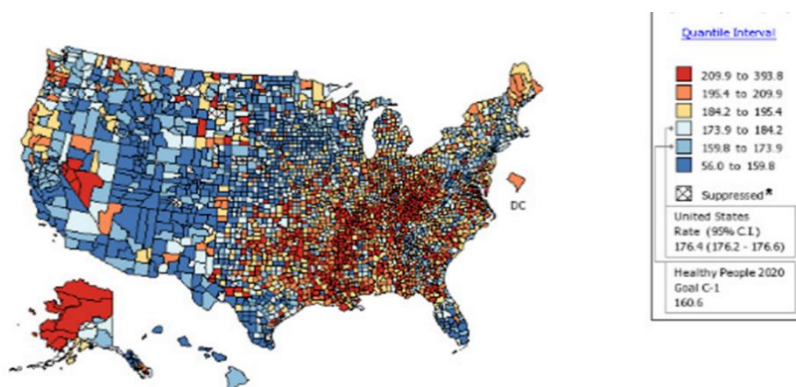 Quantile Interval
209.9 to 393.8
195.4 to 209.9
184.2 to 195.4
173.9 to 184.2
159.8 to 173.9
56.0 to 159.8
Suppressed*
United States
Rate (95% C.I.)
176.4 (176.2 - 176.6)
Healthy People 2020
Goal C-1
160.6
DC